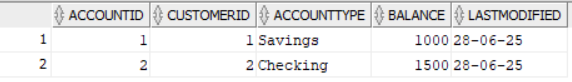 ACCOUNTID CUSTOMERID ACCOUNTTYPE BALANCE LASTMODIFIED
1 1 1 Savings 1000 28-06-25
2 2 2 Checking 1500 28-06-25